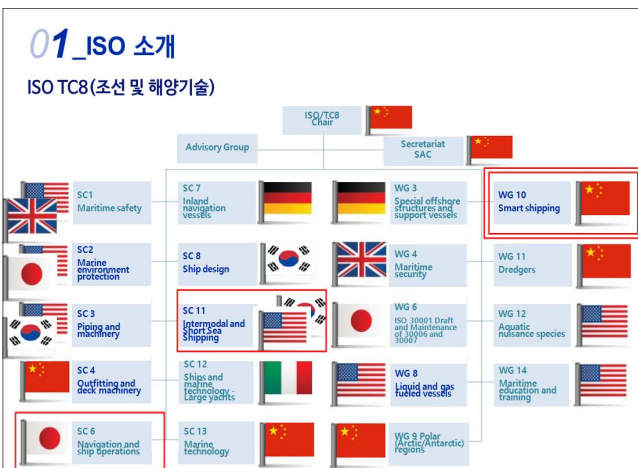 01_ISO 소개
ISO TC8(조선 및 해양기술)
ISO/TC8
Chair
Advisory Group
Secretariat
SAC
SC1
Maritime safety
SC 7
Inland
navigation
vessels
WG 3
Special offshore
structures and
support vessels
WG 10
Smart shipping
SC2
Marine
environment
protection
SC 8
Ship design
WG 4
Maritime
security
WG 11
Dredgers
SC 3
Piping and
machinery
SC 11
Intermodal and
Short Sea
Shipping
WG 6
ISO 30001 Draft
and Maintenance
of 30006 and
30007
WG 12
Aquatic
nuisance species
SC 4
Outfitting and
deck machinery
SC 12
Ships and
marine
technology -
Large yachts
WG 8
Liquid and gas
fueled vessels
WG 14
Maritime
education and
training
SC 6
Navigation and
ship operations
SC 13
Marine
technology
WG 9 Polar
(Arctic/Antarctic)
regions